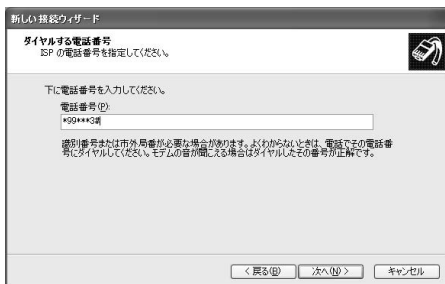 新しい接続ウィザード
ダイヤルする電話番号
ISP の電話番号を指定してください。
下に電話番号を入力してください。
電話番号(P):
*99***3#
識別番号または市外局番が必要な場合があります。よくわからないときは、電話でその電話番
号にダイヤルしてください。モデムの音が聞こえる場合はダイヤルしたその番号が正解です。
< 戻る(B)
次へ(N) >
キャンセル